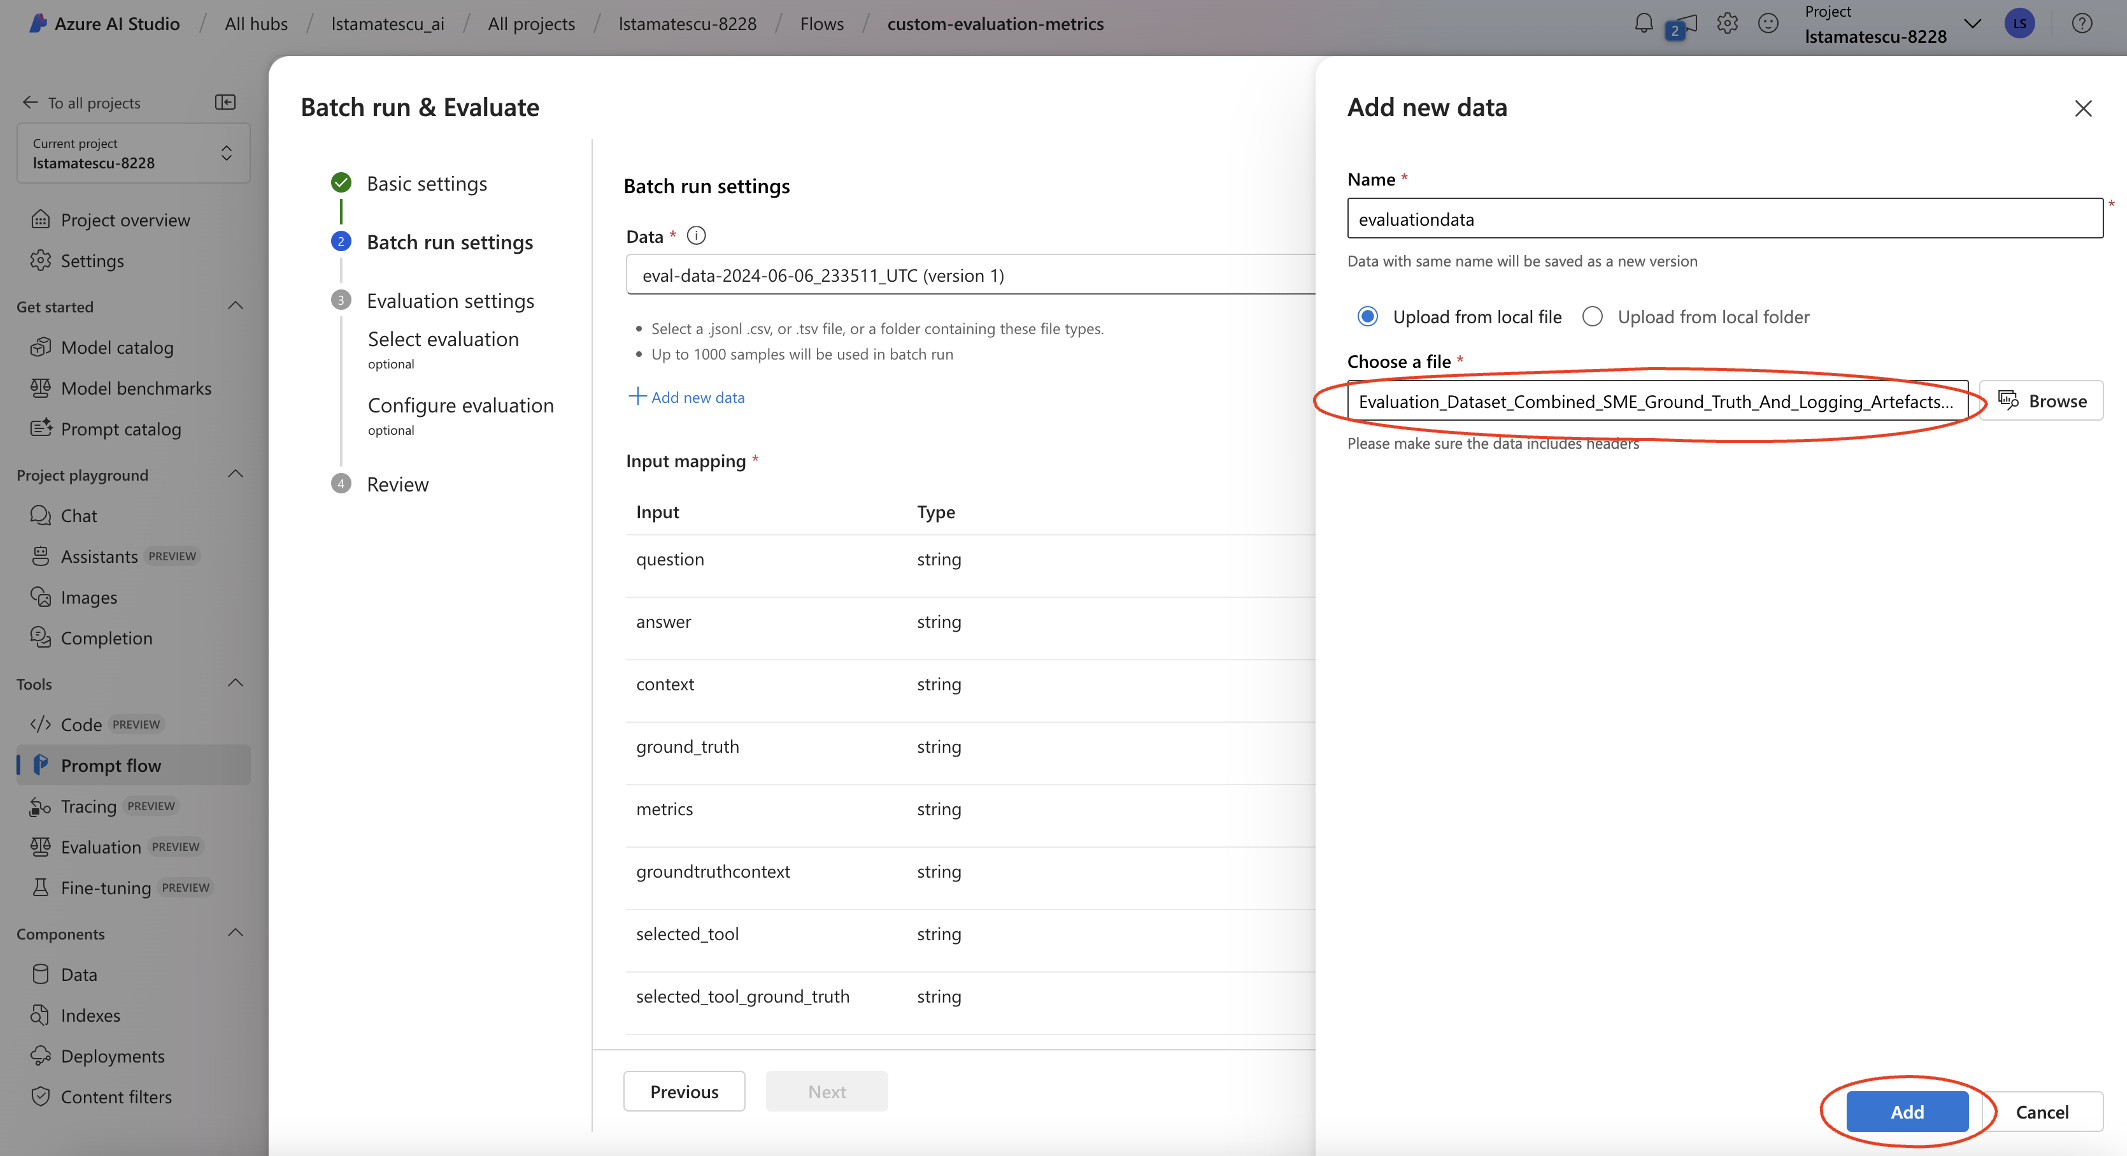 Azure AI Studio / All hubs / lstamatescu_ai / All projects / lstamatescu-8228 / Flows / custom-evaluation-metrics
2
Project
lstamatescu-8228
LS
To all projects
Current project
lstamatescu-8228
Project overview
Settings
Get started
Model catalog
Model benchmarks
Prompt catalog
Project playground
Chat
Assistants PREVIEW
Images
Completion
Tools
Code PREVIEW
Prompt flow
Tracing PREVIEW
Evaluation PREVIEW
Fine-tuning PREVIEW
Components
Data
Indexes
Deployments
Content filters
Batch run & Evaluate
Basic settings
2 Batch run settings
3 Evaluation settings
Select evaluation
optional
Configure evaluation
optional
4 Review
Batch run settings
Data *
eval-data-2024-06-06_233511_UTC (version 1)
• Select a .jsonl .csv, or .tsv file, or a folder containing these file types.
• Up to 1000 samples will be used in batch run
Add new data
Input mapping *
Input Type
question string
answer string
context string
ground_truth string
metrics string
groundtruthcontext string
selected_tool string
selected_tool_ground_truth string
Previous Next
Add new data
Name *
evaluationdata
*
Data with same name will be saved as a new version
Upload from local file Upload from local folder
Choose a file *
Evaluation_Dataset_Combined_SME_Ground_Truth_And_Logging_Artefacts... Browse
Please make sure the data includes headers
Add Cancel